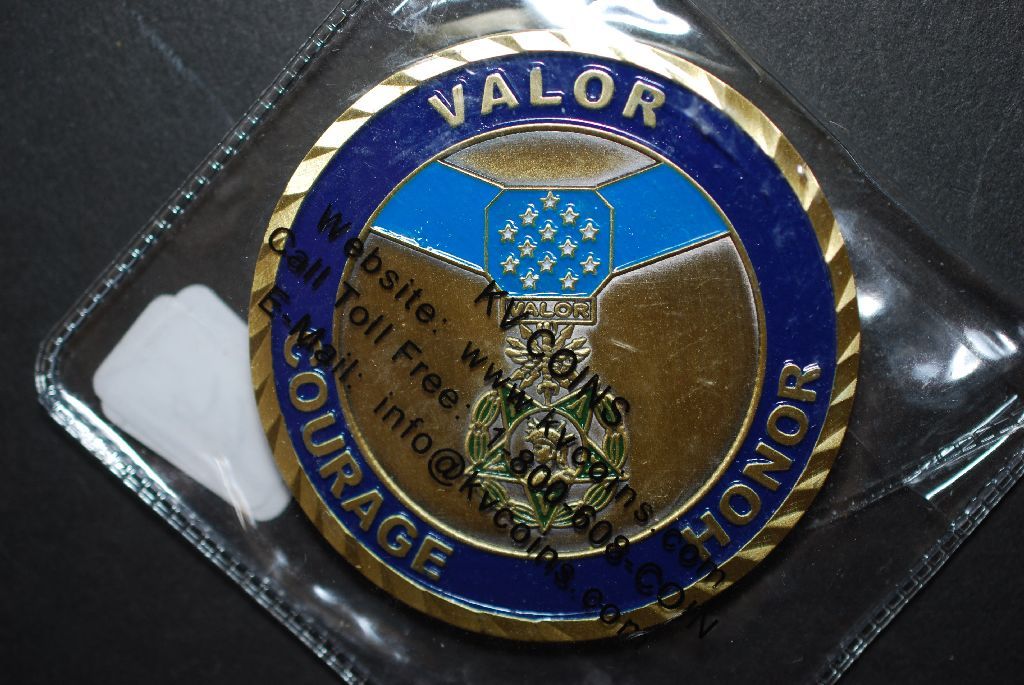 VALOR
VALOR
COURAGE
HONOR
KV COINS
Website: www.kvcoins.com
Call Toll Free: 1-800-608-COIN
E-Mail: info@kvcoins.com